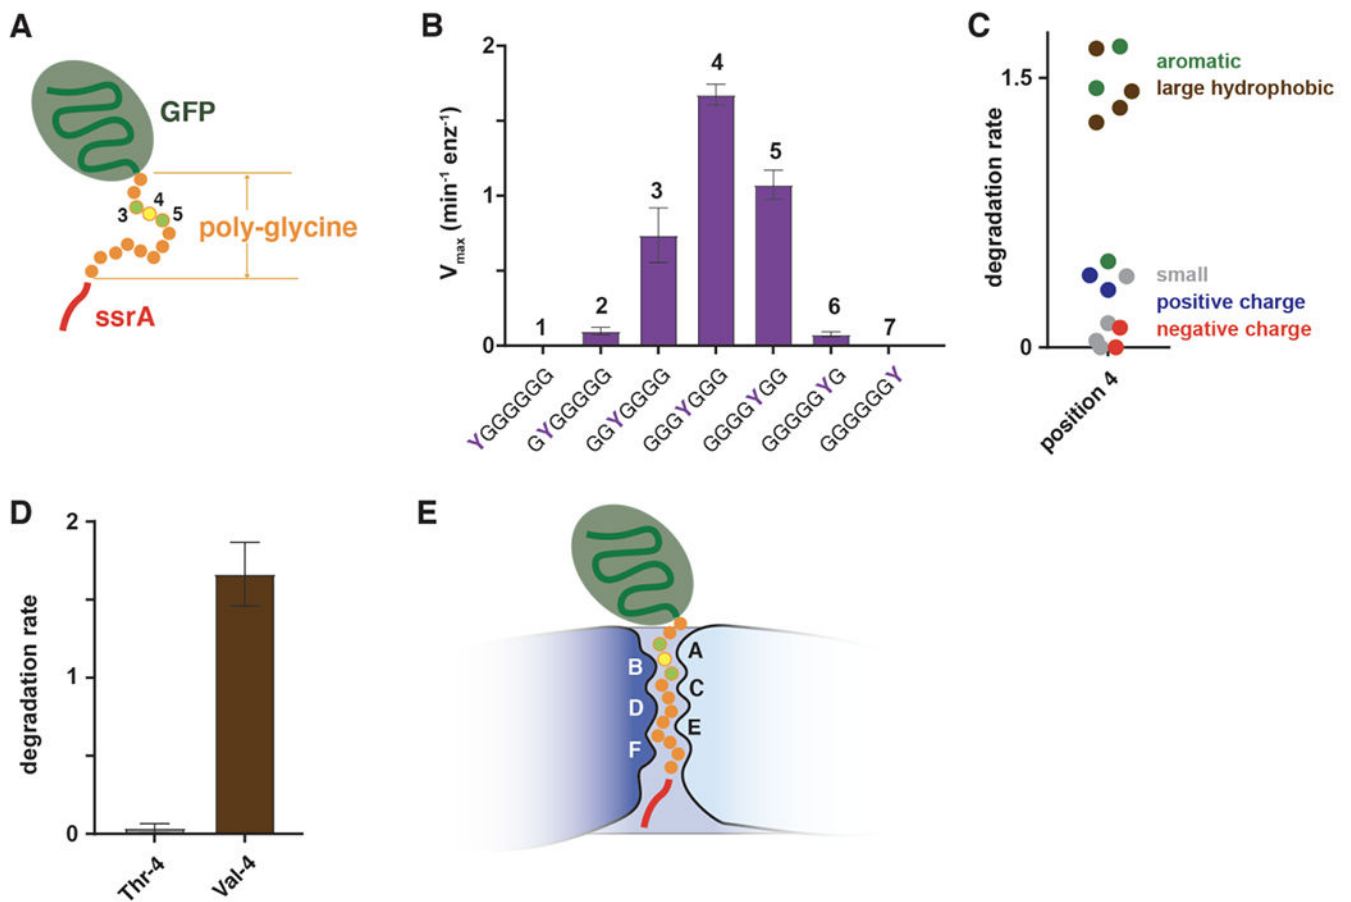 A
GFP
3
4
5
poly-glycine
ssrA
B
Vmax (min-1 enz-1)
2
1
0
1
2
3
4
5
6
7
YGGGGGG
GYGGGGG
GGYGGGG
GGGYGGG
GGGGYGG
GGGGGYG
GGGGGGY
C
degradation rate
1.5
0
aromatic
large hydrophobic
small
positive charge
negative charge
position 4
D
degradation rate
2
1
0
Thr-4
Val-4
E
A
B
C
D
E
F